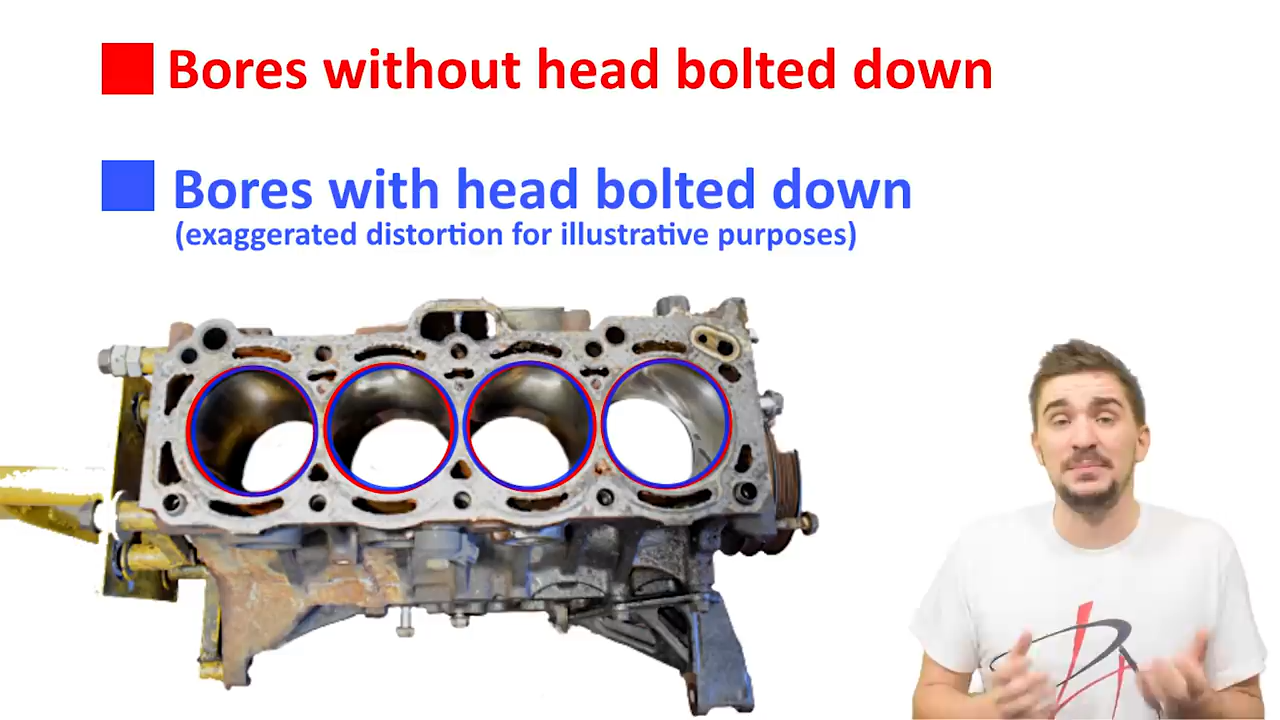 Bores without head bolted down
Bores with head bolted down
(exaggerated distortion for illustrative purposes)